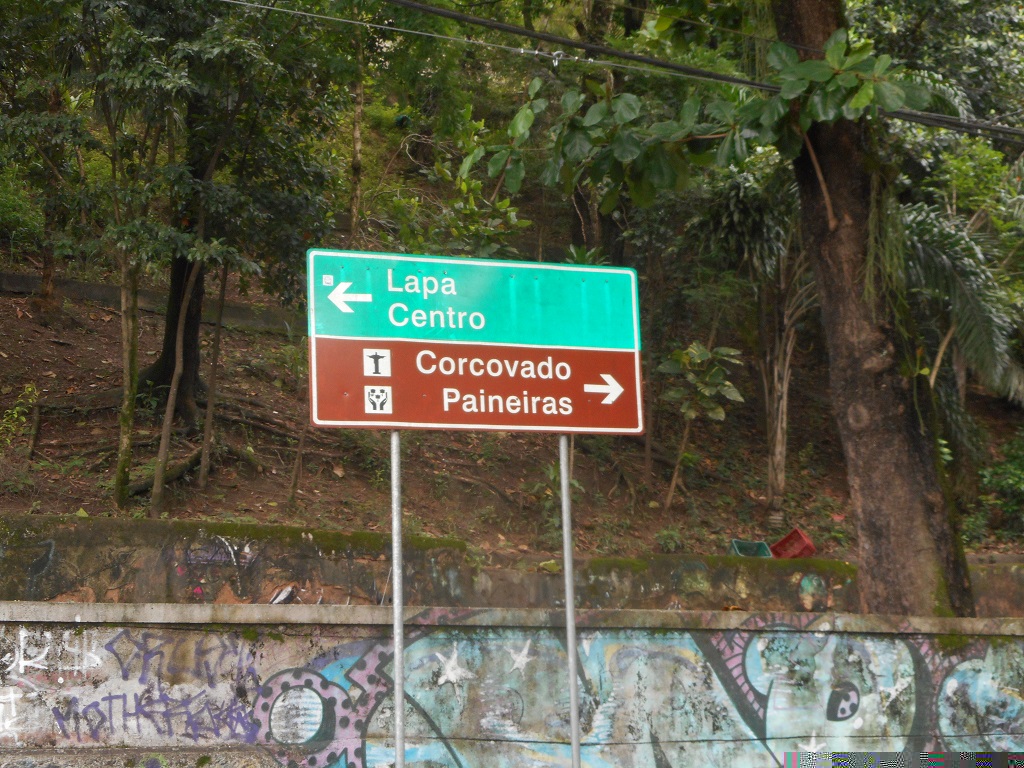 Lapa
Centro
Corcovado
Paineiras